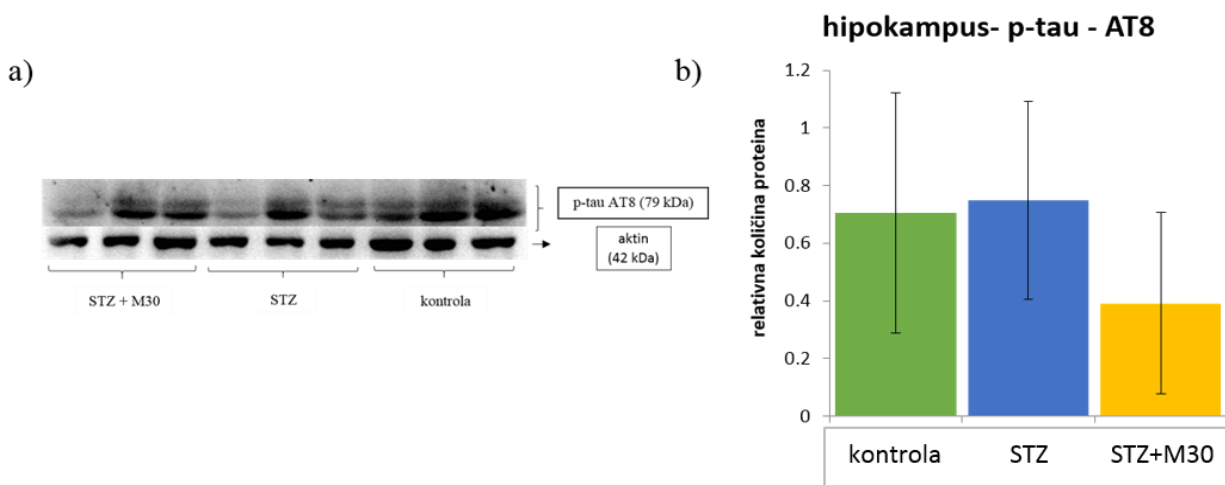 a)
p-tau AT8 (79 kDa)
aktin
(42 kDa)
STZ + M30
STZ
kontrola
b)
hipokampus- p-tau - AT8
relativna količina proteina
1.2
1
0.8
0.6
0.4
0.2
0
kontrola
STZ
STZ+M30